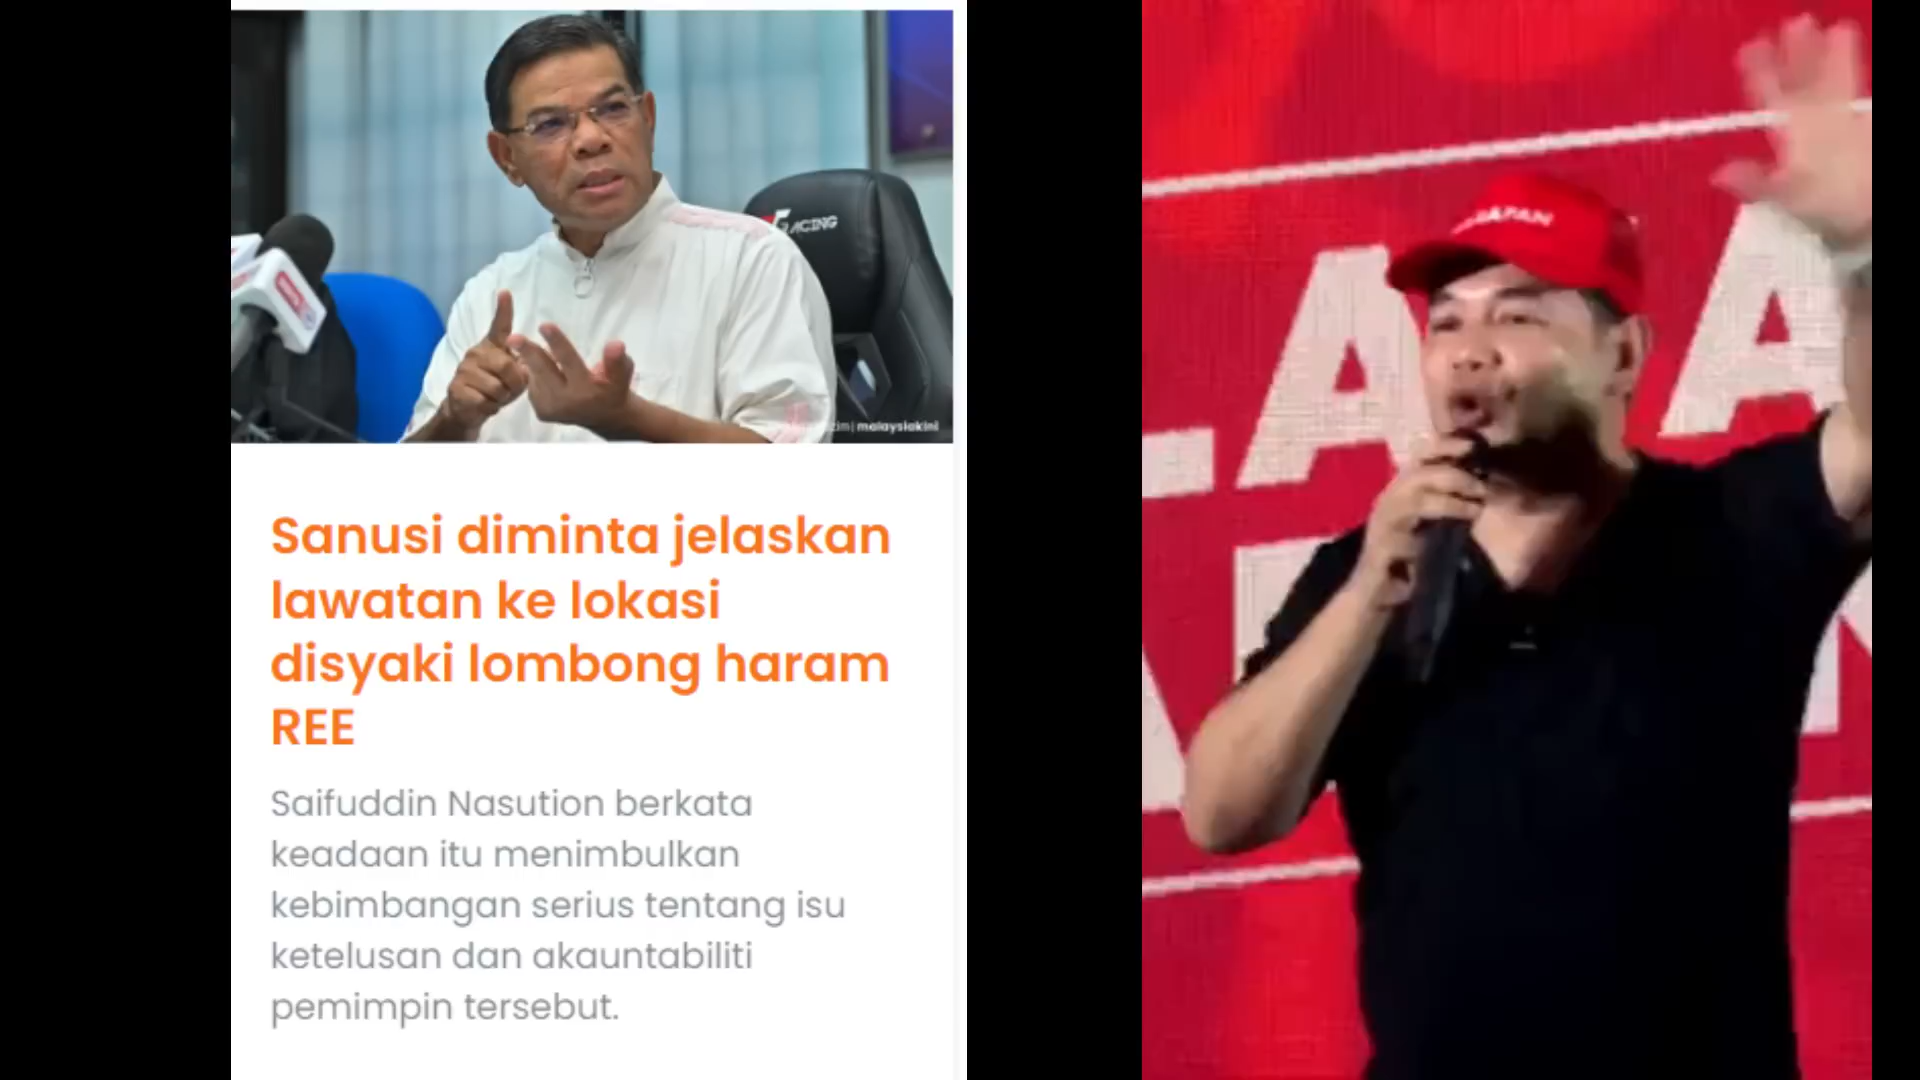 RACING
malaysiakini
Sanusi diminta jelaskan
lawatan ke lokasi
disyaki lombong haram
REE
Saifuddin Nasution berkata
keadaan itu menimbulkan
kebimbangan serius tentang isu
ketelusan dan akauntabiliti
pemimpin tersebut.